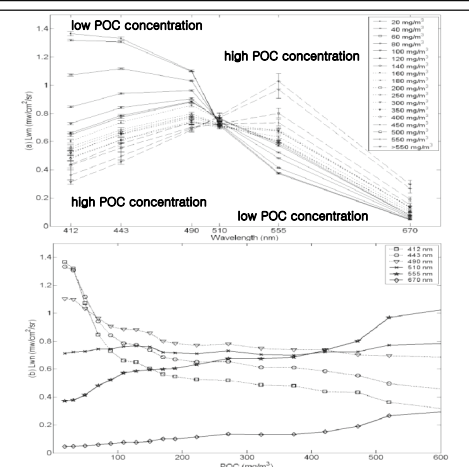 low POC concentration
high POC concentration
high POC concentration
low POC concentration
(a) Lwn (mw/cm²/sr)
1.4
1.2
1
0.8
0.6
0.4
0.2
0
412
443
490
510
555
670
Wavelength (nm)
20 mg/m³
40 mg/m³
60 mg/m³
80 mg/m³
100 mg/m³
120 mg/m³
140 mg/m³
160 mg/m³
180 mg/m³
200 mg/m³
250 mg/m³
300 mg/m³
350 mg/m³
400 mg/m³
450 mg/m³
500 mg/m³
550 mg/m³
>550 mg/m³
(b) Lwn (mw/cm²/sr)
1.4
1.2
1
0.8
0.6
0.4
0.2
0
100
200
300
400
500
600
POC (mg/m³)
412 nm
443 nm
490 nm
510 nm
555 nm
670 nm